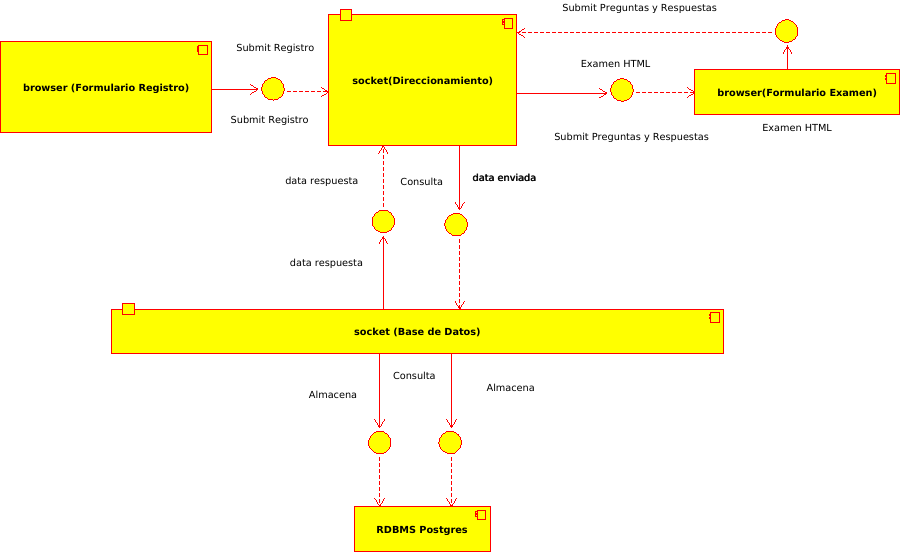 Submit Preguntas y Respuestas
Submit Registro
Examen HTML
browser (Formulario Registro)
socket(Direccionamiento)
browser(Formulario Examen)
Submit Registro
Examen HTML
Submit Preguntas y Respuestas
data respuesta
Consulta
data enviada
data respuesta
socket (Base de Datos)
Consulta
Almacena
Almacena
RDBMS Postgres